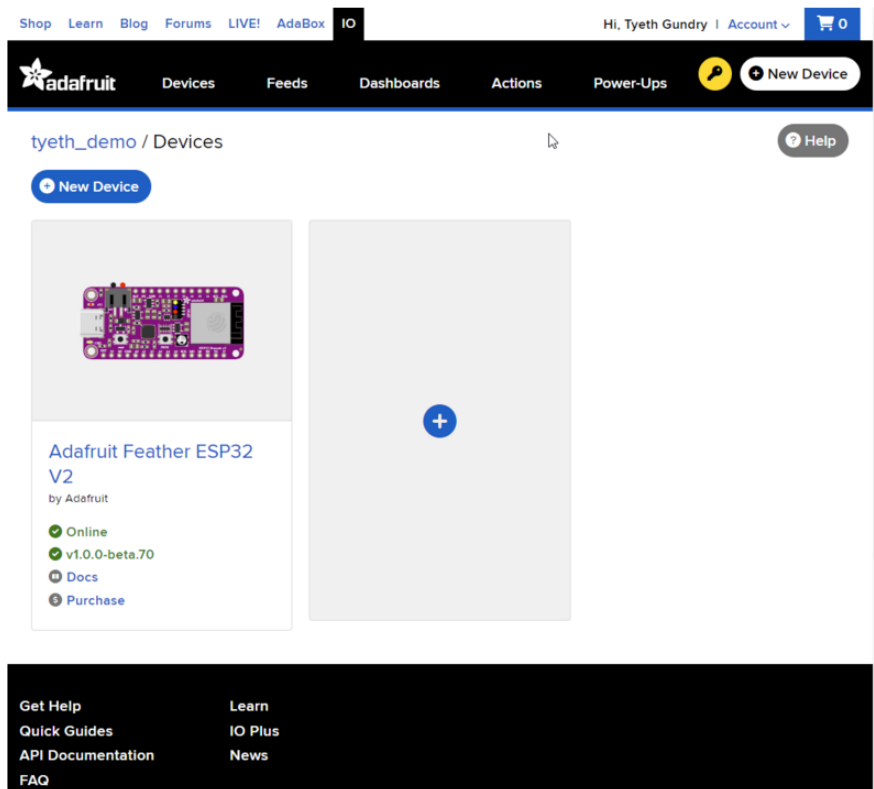 Shop Learn Blog Forums LIVE! AdaBox IO Hi, Tyeth Gundry | Account 0
adafruit Devices Feeds Dashboards Actions Power-Ups New Device
tyeth_demo / Devices Help
New Device
Adafruit Feather ESP32
V2
by Adafruit
Online
v1.0.0-beta.70
Docs
Purchase
Get Help Learn
Quick Guides IO Plus
API Documentation News
FAQ